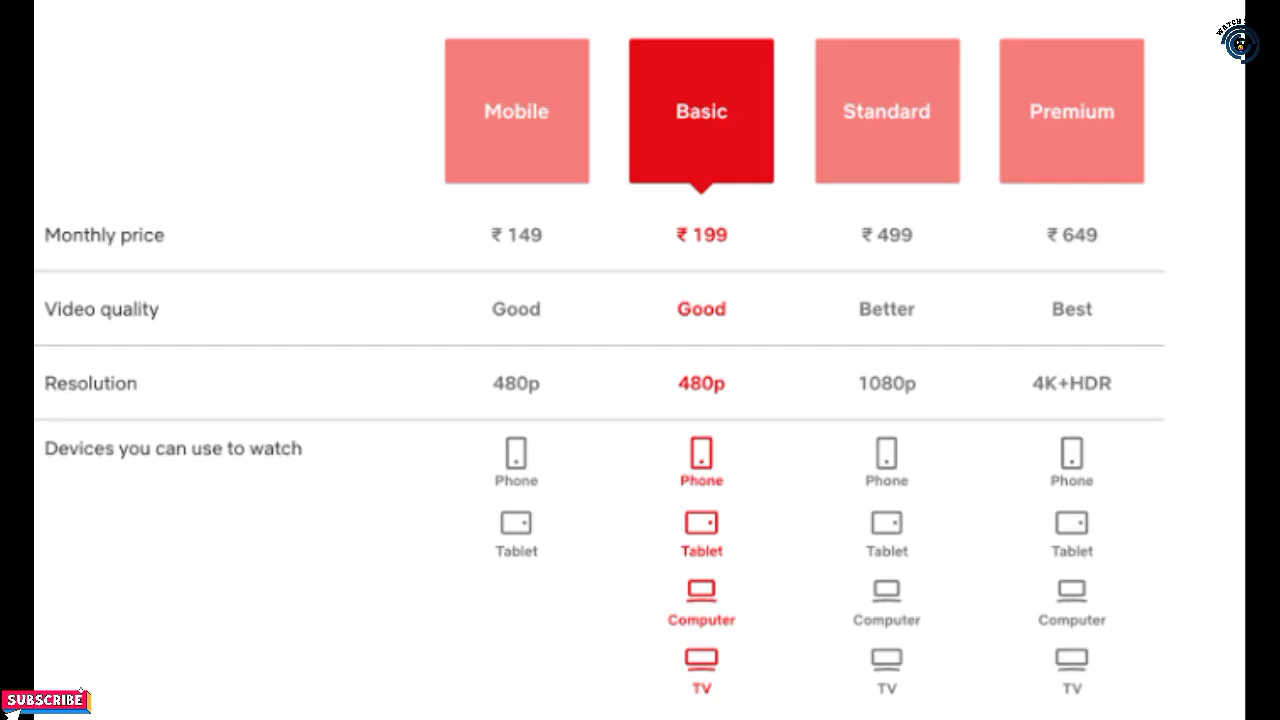 WATCH
Mobile Basic Standard Premium
Monthly price ₹ 149 ₹ 199 ₹ 499 ₹ 649
Video quality Good Good Better Best
Resolution 480p 480p 1080p 4K+HDR
Devices you can use to watch
Phone Phone Phone Phone
Tablet Tablet Tablet Tablet
Computer Computer Computer
TV TV TV
SUBSCRIBE